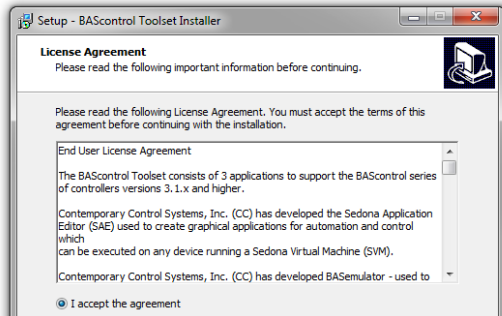 Setup - BAScontrol Toolset Installer
License Agreement
Please read the following important information before continuing.
Please read the following License Agreement. You must accept the terms of this
agreement before continuing with the installation.
End User License Agreement
The BAScontrol Toolset consists of 3 applications to support the BAScontrol series
of controllers versions 3.1.x and higher.
Contemporary Control Systems, Inc. (CC) has developed the Sedona Application
Editor (SAE) used to create graphical applications for automation and control
which
can be executed on any device running a Sedona Virtual Machine (SVM).
Contemporary Control Systems, Inc. (CC) has developed BASemulator - used to
I accept the agreement